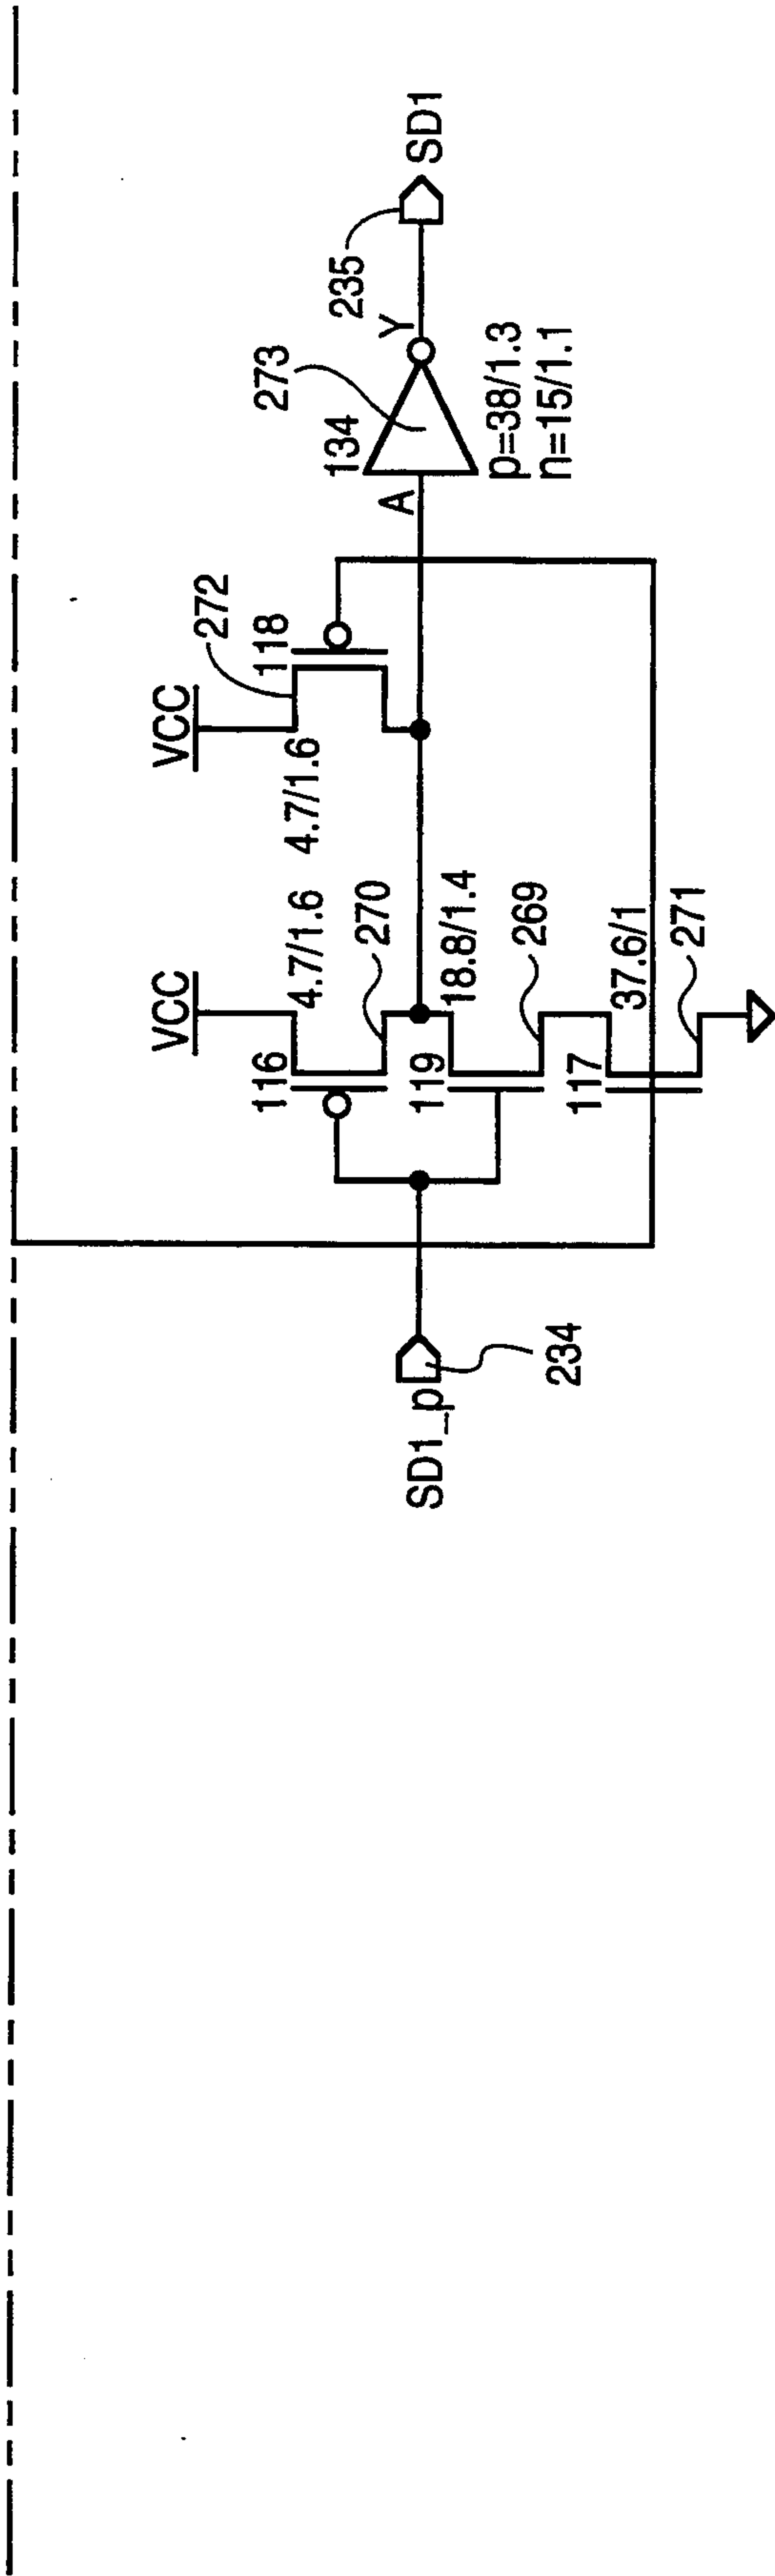 VCC
VCC
272
118
4.7/1.6
116
4.7/1.6
270
119
18.8/1.4
269
117
37.6/1
271
SD1_p
234
A
134
273
Y
p=38/1.3
n=15/1.1
235
SD1